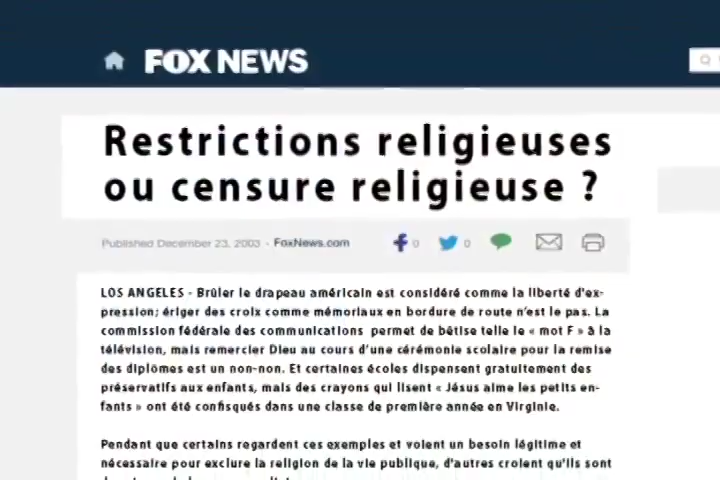 FOX NEWS
Restrictions religieuses
ou censure religieuse ?
Published December 23, 2003 · FoxNews.com 0 0
LOS ANGELES - Brûler le drapeau américain est considéré comme la liberté d'ex-
pression; ériger des croix comme mémoriaux en bordure de route n'est le pas. La
commission fédérale des communications permet de bêtise telle le « mot F » à la
télévision, mais remercier Dieu au cours d'une cérémonie scolaire pour la remise
des diplômes est un non-non. Et certaines écoles dispensent gratuitement des
préservatifs aux enfants, mais des crayons qui lisent « Jésus aime les petits en-
fants » ont été confisqués dans une classe de première année en Virginie.
Pendant que certains regardent ces exemples et voient un besoin légitime et
nécessaire pour exclure la religion de la vie publique, d'autres croient qu'ils sont